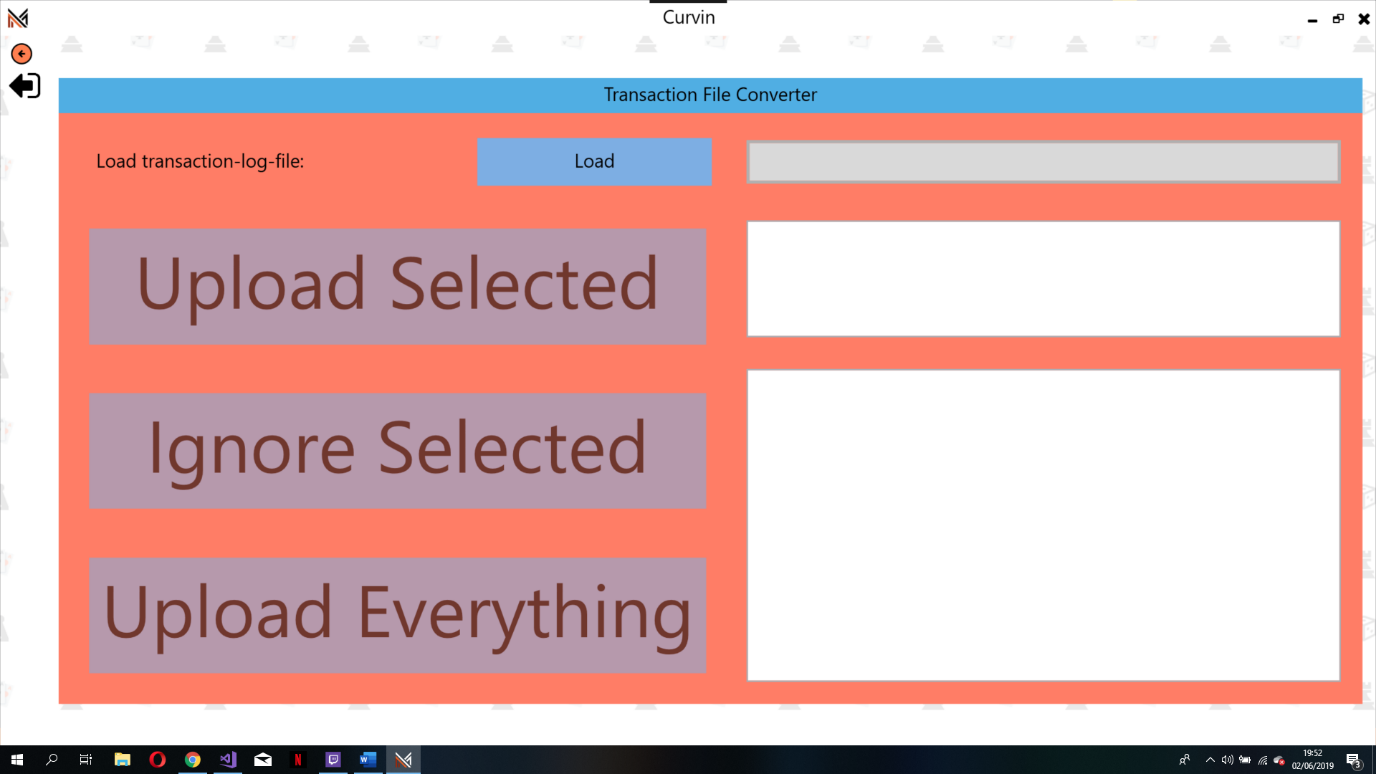 Curvin
Transaction File Converter
Load transaction-log-file:
Load
Upload Selected
Ignore Selected
Upload Everything
19:52
02/06/2019
3